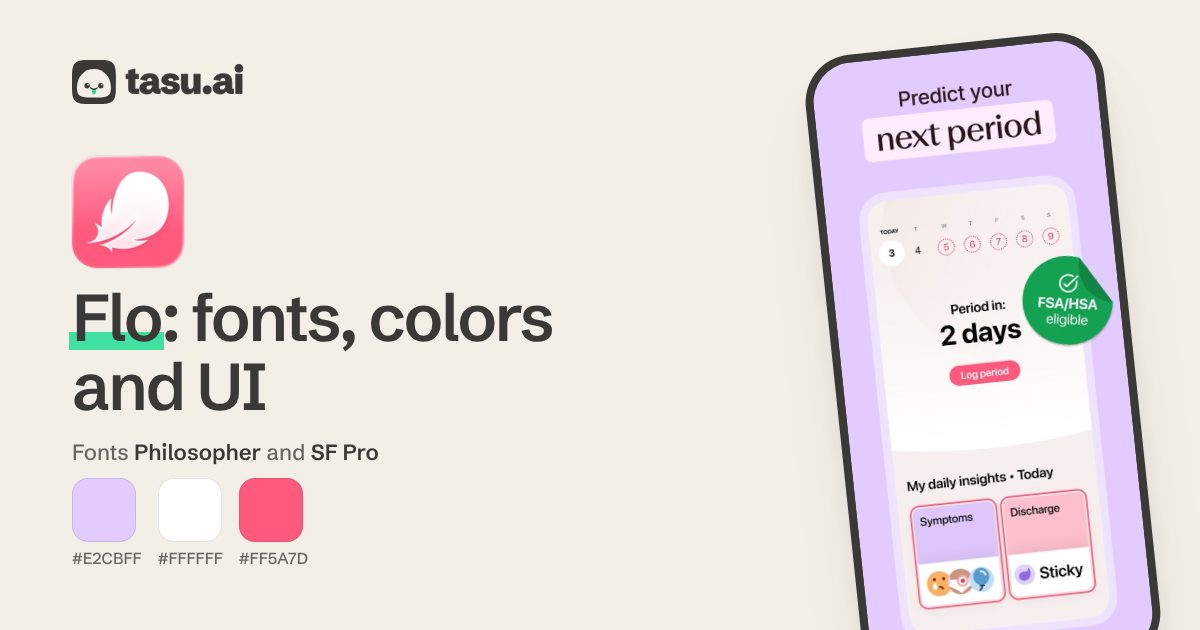 tasu.ai
Flo: fonts, colors
and UI
Fonts Philosopher and SF Pro
#E2CBFF #FFFFFF #FF5A7D
Predict your
next period
TODAY T W T F S S
3 4 5 6 7 8 9
Period in:
2 days
Log period
FSA/HSA
eligible
My daily insights • Today
Symptoms
Discharge
Sticky